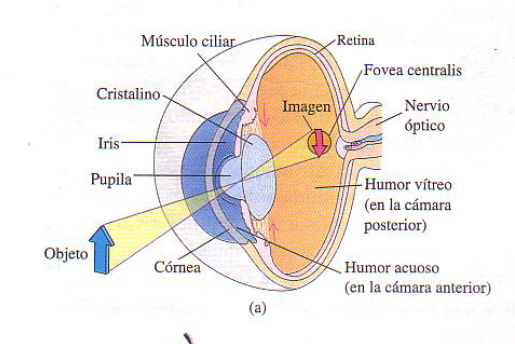 Músculo ciliar
Retina
Fovea centralis
Cristalino
Imagen
Nervio
óptico
Iris
Pupila
Humor vítreo
(en la cámara
posterior)
Objeto
Córnea
Humor acuoso
(en la cámara anterior)
(a)